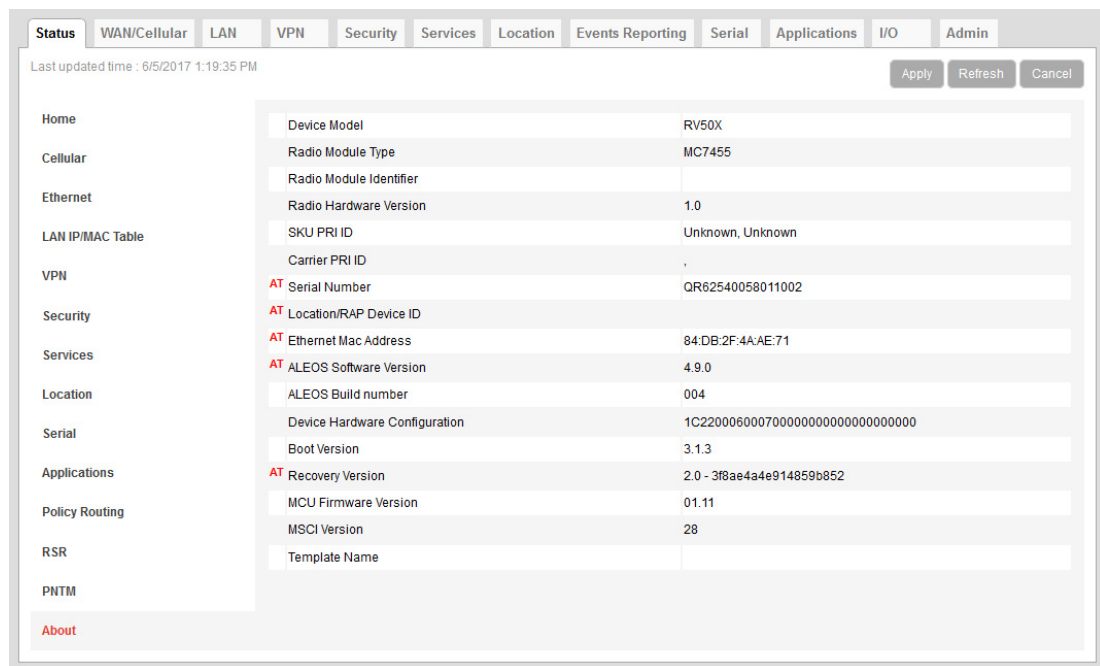 Status WAN/Cellular LAN VPN Security Services Location Events Reporting Serial Applications I/O Admin
Last updated time : 6/5/2017 1:19:35 PM
Apply Refresh Cancel
Home
Cellular
Ethernet
LAN IP/MAC Table
VPN
Security
Services
Location
Serial
Applications
Policy Routing
RSR
PNTM
About
Device Model RV50X
Radio Module Type MC7455
Radio Module Identifier
Radio Hardware Version 1.0
SKU PRI ID Unknown, Unknown
Carrier PRI ID ,
AT Serial Number QR62540058011002
AT Location/RAP Device ID
AT Ethernet Mac Address 84:DB:2F:4A:AE:71
AT ALEOS Software Version 4.9.0
ALEOS Build number 004
Device Hardware Configuration 1C220006000700000000000000000000
Boot Version 3.1.3
AT Recovery Version 2.0 - 3f8ae4a4e914859b852
MCU Firmware Version 01.11
MSCI Version 28
Template Name